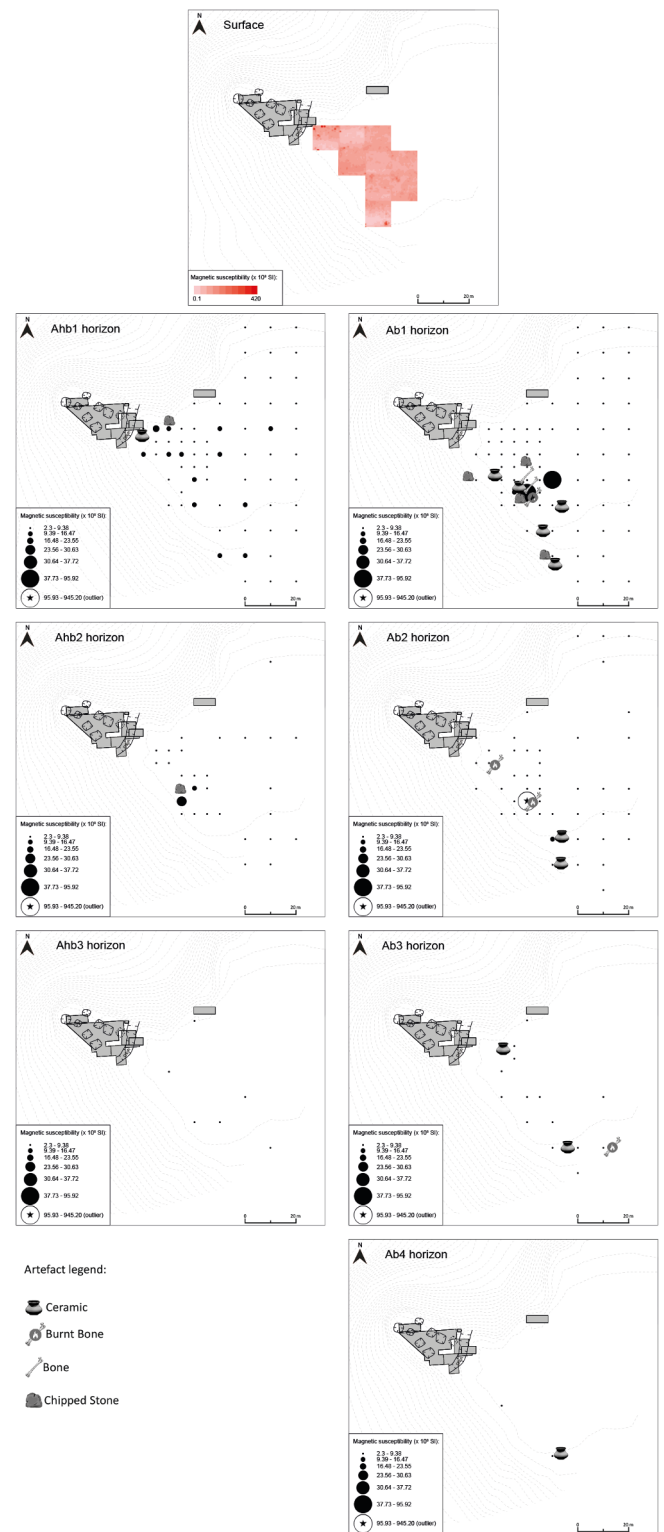 N
Surface
Magnetic susceptibility (x 10⁶ SI):
0.1 420
0 20 m
N
Ahb1 horizon
Magnetic susceptibility (x 10⁶ SI):
2.3 - 9.38
9.39 - 16.47
16.48 - 23.55
23.56 - 30.63
30.64 - 37.72
37.73 - 95.92
95.93 - 945.20 (outlier)
0 20 m
N
Ab1 horizon
Magnetic susceptibility (x 10⁶ SI):
2.3 - 9.38
9.39 - 16.47
16.48 - 23.55
23.56 - 30.63
30.64 - 37.72
37.73 - 95.92
95.93 - 945.20 (outlier)
0 20 m
N
Ahb2 horizon
Magnetic susceptibility (x 10⁶ SI):
2.3 - 9.38
9.39 - 16.47
16.48 - 23.55
23.56 - 30.63
30.64 - 37.72
37.73 - 95.92
95.93 - 945.20 (outlier)
0 20 m
N
Ab2 horizon
Magnetic susceptibility (x 10⁶ SI):
2.3 - 9.38
9.39 - 16.47
16.48 - 23.55
23.56 - 30.63
30.64 - 37.72
37.73 - 95.92
95.93 - 945.20 (outlier)
0 20 m
N
Ahb3 horizon
Magnetic susceptibility (x 10⁶ SI):
2.3 - 9.38
9.39 - 16.47
16.48 - 23.55
23.56 - 30.63
30.64 - 37.72
37.73 - 95.92
95.93 - 945.20 (outlier)
0 20 m
N
Ab3 horizon
Magnetic susceptibility (x 10⁶ SI):
2.3 - 9.38
9.39 - 16.47
16.48 - 23.55
23.56 - 30.63
30.64 - 37.72
37.73 - 95.92
95.93 - 945.20 (outlier)
0 20 m
Artefact legend:
Ceramic
Burnt Bone
Bone
Chipped Stone
N
Ab4 horizon
Magnetic susceptibility (x 10⁶ SI):
2.3 - 9.38
9.39 - 16.47
16.48 - 23.55
23.56 - 30.63
30.64 - 37.72
37.73 - 95.92
95.93 - 945.20 (outlier)
0 20 m